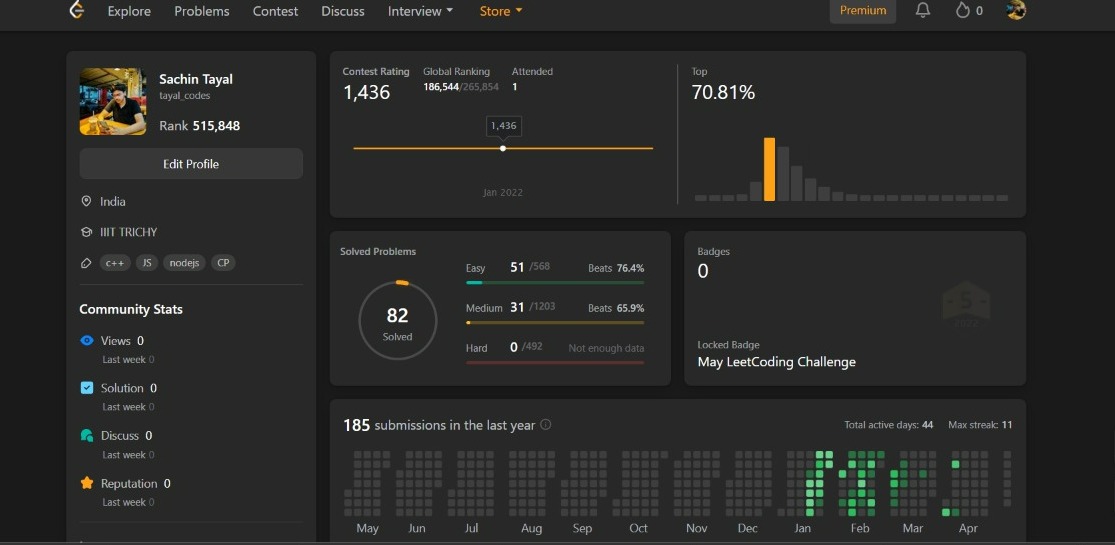 Explore Problems Contest Discuss Interview Store Premium 0
Sachin Tayal
tayal_codes
Rank 515,848
Edit Profile
India
IIIT TRICHY
c++ JS nodejs CP
Community Stats
Views 0
Last week 0
Solution 0
Last week 0
Discuss 0
Last week 0
Reputation 0
Last week 0
Contest Rating Global Ranking Attended
1,436 186,544/265,854 1
1,436
Jan 2022
Top
70.81%
Solved Problems
82
Solved
Easy 51 /568 Beats 76.4%
Medium 31 /1203 Beats 65.9%
Hard 0 /492 Not enough data
Badges
0
5
2022
Locked Badge
May LeetCoding Challenge
185 submissions in the last year Total active days: 44 Max streak: 11
May Jun Jul Aug Sep Oct Nov Dec Jan Feb Mar Apr